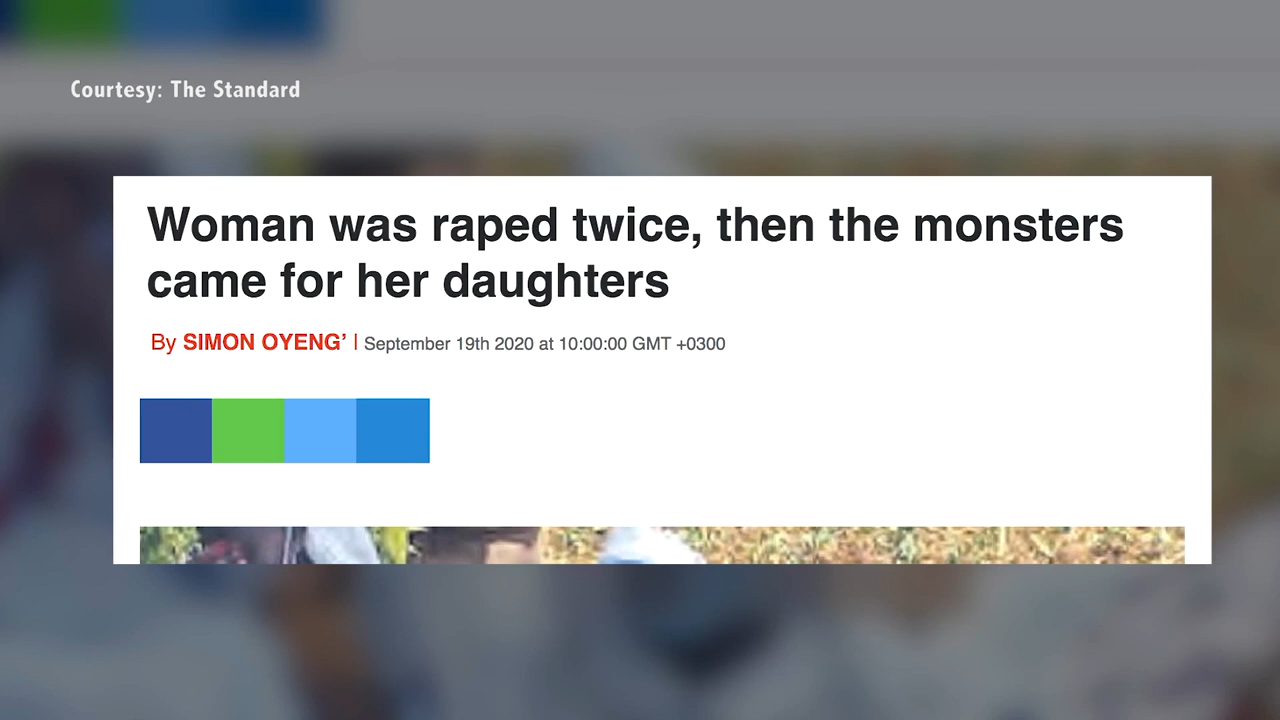 Courtesy: The Standard
Woman was raped twice, then the monsters
came for her daughters
By SIMON OYENG’ | September 19th 2020 at 10:00:00 GMT +0300